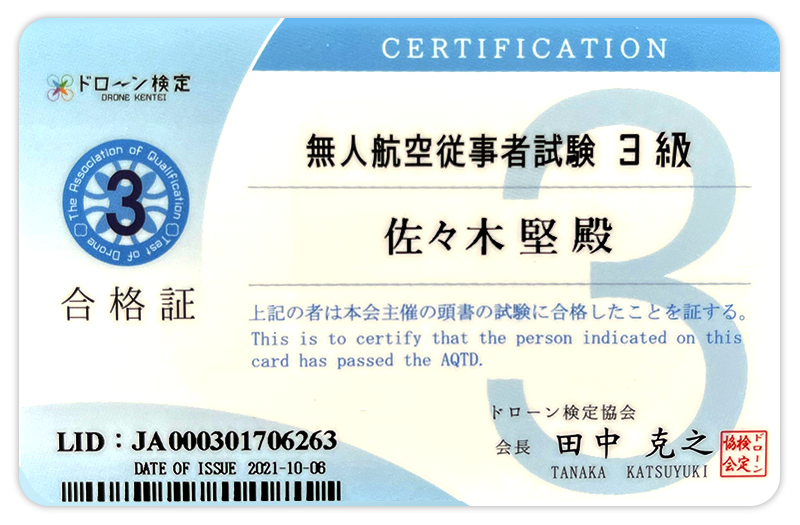 CERTIFICATION
ドローン検定
DRONE KENTEI
The Association of Qualification
3
Test of Drone
合格証
無人航空従事者試験 3級
佐々木 堅 殿
上記の者は本会主催の頭書の試験に合格したことを証する。
This is to certify that the person indicated on this
card has passed the AQTD.
3
ドローン検定協会
会長 田中 克之
TANAKA KATSUYUKI
ドローン検定協会
LID：JA000301706263
DATE OF ISSUE 2021-10-06